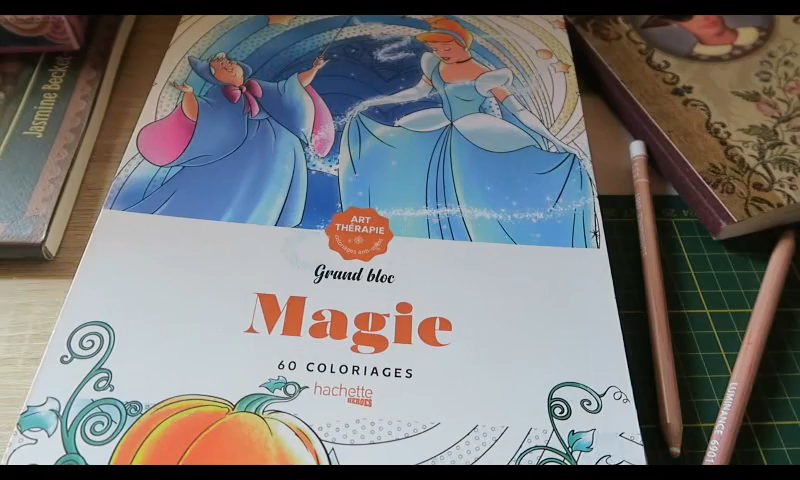 Jasmine Becket
ART
THÉRAPIE
Grand bloc
Magie
60 COLORIAGES
hachette
HEROES
LUMINANCE 6901